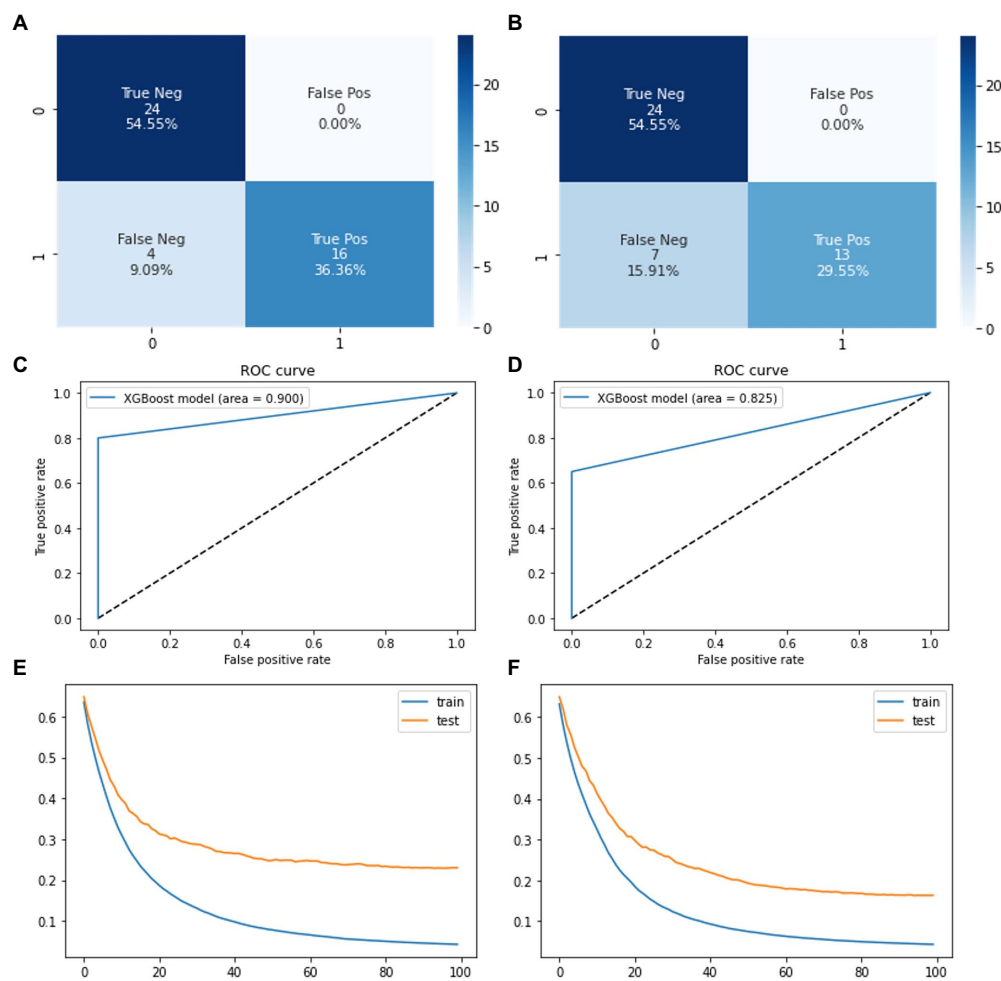 A
B
True Neg
24
54.55%
False Pos
0
0.00%
False Neg
4
9.09%
True Pos
16
36.36%
0
1
0
1
20
15
10
5
0
True Neg
24
54.55%
False Pos
0
0.00%
False Neg
7
15.91%
True Pos
13
29.55%
0
1
0
1
20
15
10
5
0
C
ROC curve
XGBoost model (area = 0.900)
True positive rate
1.0
0.8
0.6
0.4
0.2
0.0
0.0 0.2 0.4 0.6 0.8 1.0
False positive rate
D
ROC curve
XGBoost model (area = 0.825)
True positive rate
1.0
0.8
0.6
0.4
0.2
0.0
0.0 0.2 0.4 0.6 0.8 1.0
False positive rate
E
train
test
0.6
0.5
0.4
0.3
0.2
0.1
0 20 40 60 80 100
F
train
test
0.6
0.5
0.4
0.3
0.2
0.1
0 20 40 60 80 100